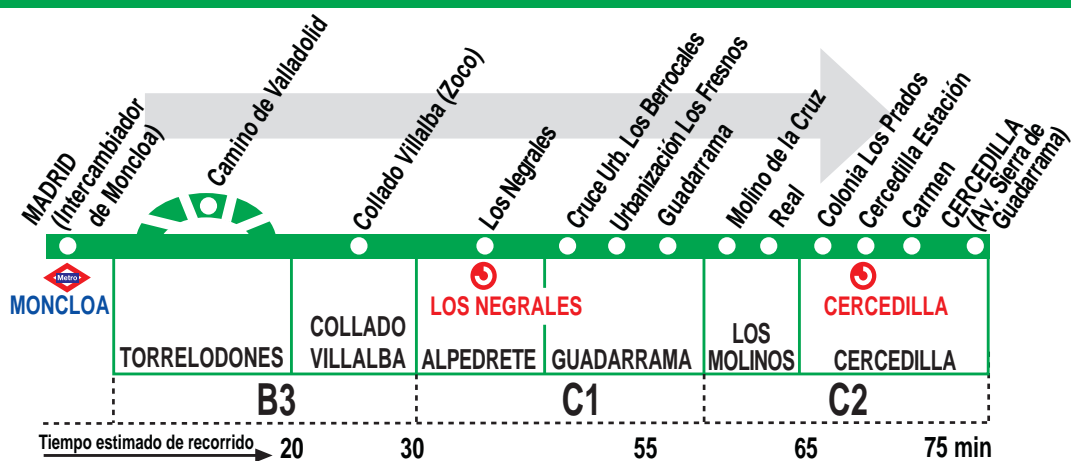 MADRID
(Intercambiador
de Moncloa)
Camino de Valladolid
Collado Villalba (Zoco)
Los Negrales
Cruce Urb. Los Berrocales
Urbanización Los Fresnos
Guadarrama
Molino de la Cruz
Real
Colonia Los Prados
Cercedilla Estación
Carmen
CERCEDILLA
(Av. Sierra de
Guadarrama)
Metro
MONCLOA
LOS NEGRALES
CERCEDILLA
TORRELODONES
COLLADO
VILLALBA
ALPEDRETE
GUADARRAMA
LOS
MOLINOS
CERCEDILLA
B3
C1
C2
Tiempo estimado de recorrido
20
30
55
65
75 min